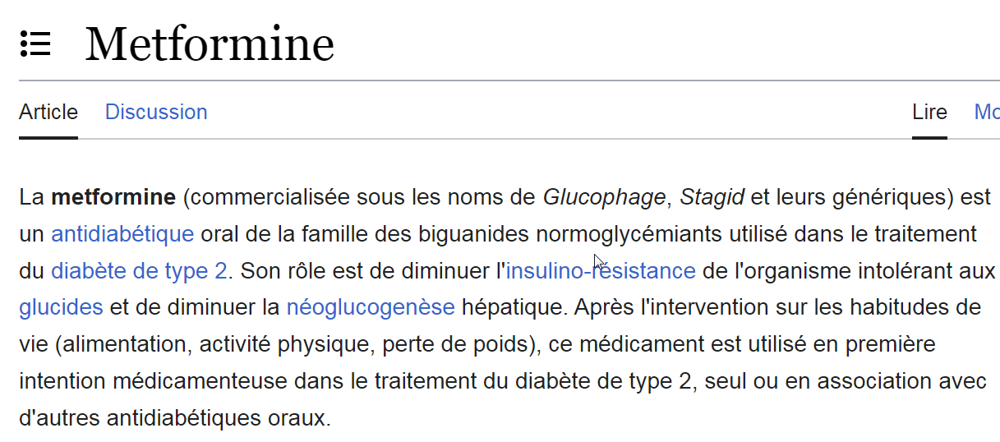 Metformine
Article Discussion Lire
La metformine (commercialisée sous les noms de Glucophage, Stagid et leurs génériques) est
un antidiabétique oral de la famille des biguanides normoglycémiants utilisé dans le traitement
du diabète de type 2. Son rôle est de diminuer l'insulino-résistance de l'organisme intolérant aux
glucides et de diminuer la néoglucogenèse hépatique. Après l'intervention sur les habitudes de
vie (alimentation, activité physique, perte de poids), ce médicament est utilisé en première
intention médicamenteuse dans le traitement du diabète de type 2, seul ou en association avec
d'autres antidiabétiques oraux.